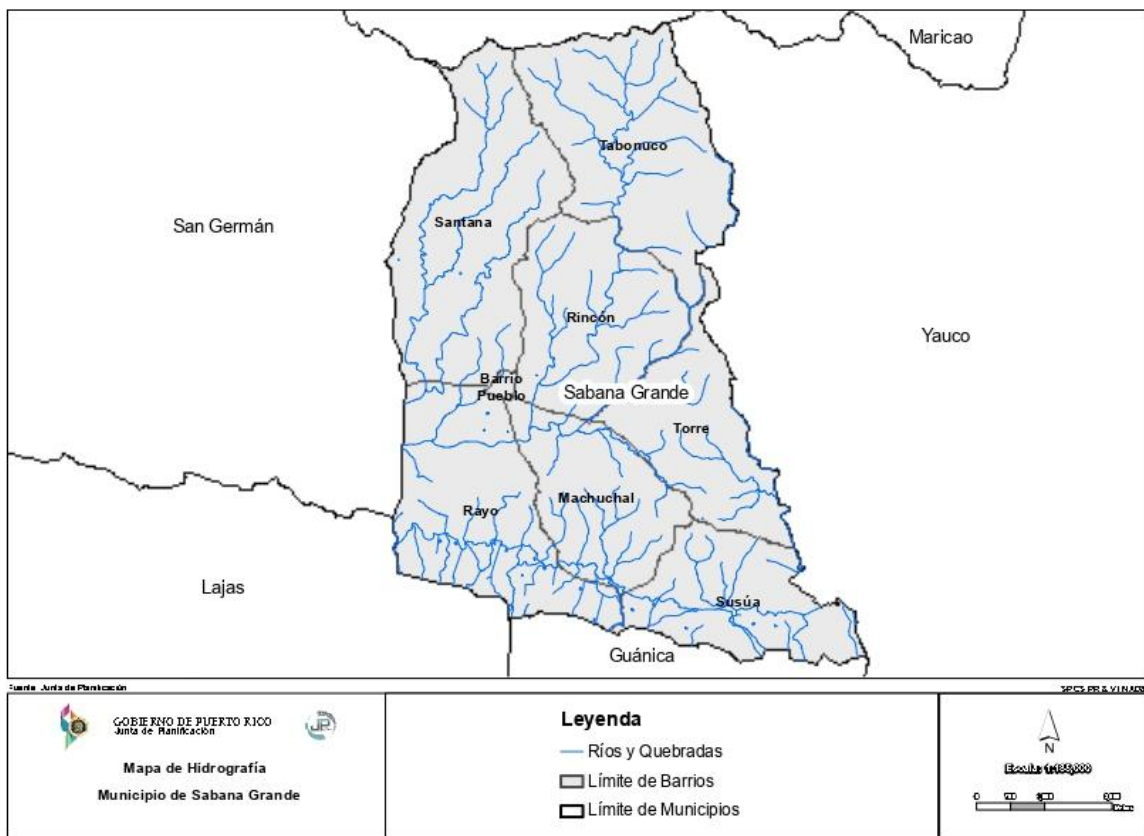 Maricao
Tabonuco
San Germán
Santana
Rincón
Yauco
Barrio
Pueblo
Sabana Grande
Torre
Machuchal
Rayo
Lajas
Susúa
Guánica
Fuente: Junta de Planificación
GOBIERNO DE PUERTO RICO
Junta de Planificación
JP
Mapa de Hidrografía
Municipio de Sabana Grande
Leyenda
Ríos y Quebradas
Límite de Barrios
Límite de Municipios
N